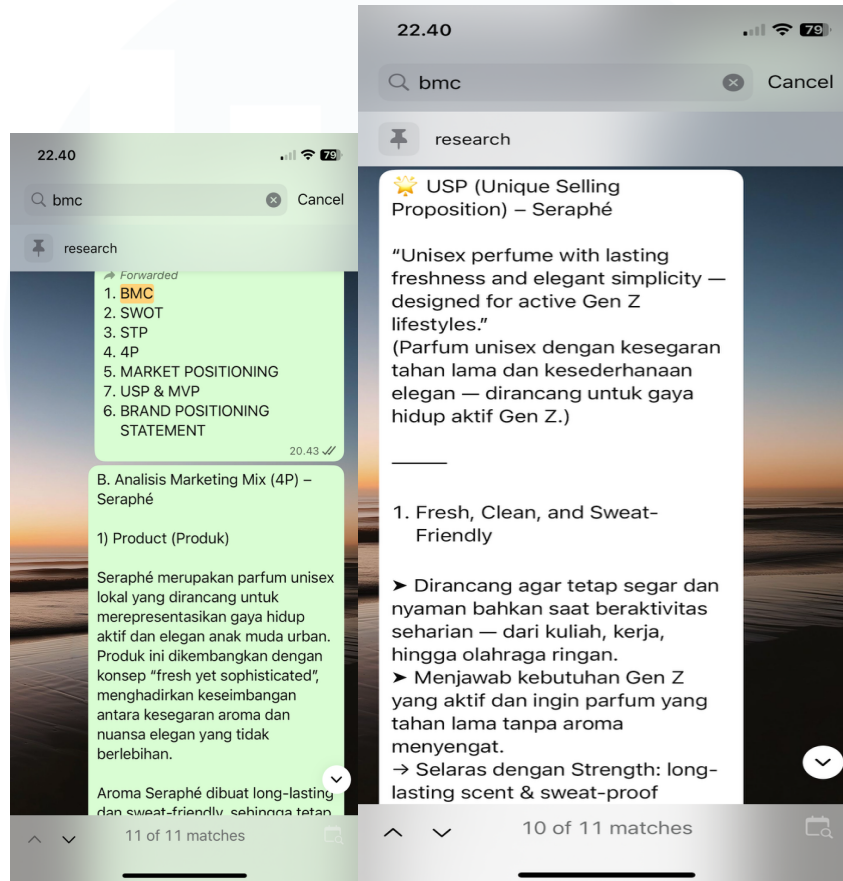 22.40
79
bmc
Cancel
research
Forwarded
1. BMC
2. SWOT
3. STP
4. 4P
5. MARKET POSITIONING
7. USP & MVP
6. BRAND POSITIONING
STATEMENT
20.43
B. Analisis Marketing Mix (4P) –
Seraphé
1) Product (Produk)
Seraphé merupakan parfum unisex
lokal yang dirancang untuk
merepresentasikan gaya hidup
aktif dan elegan anak muda urban.
Produk ini dikembangkan dengan
konsep “fresh yet sophisticated”,
menghadirkan keseimbangan
antara kesegaran aroma dan
nuansa elegan yang tidak
berlebihan.
Aroma Seraphé dibuat long-lasting
dan sweat-friendly, sehingga tetap
11 of 11 matches
22.40
79
bmc
Cancel
research
🌟 USP (Unique Selling
Proposition) – Seraphé
“Unisex perfume with lasting
freshness and elegant simplicity —
designed for active Gen Z
lifestyles.”
(Parfum unisex dengan kesegaran
tahan lama dan kesederhanaan
elegan — dirancang untuk gaya
hidup aktif Gen Z.)
1. Fresh, Clean, and Sweat-
Friendly
➤ Dirancang agar tetap segar dan
nyaman bahkan saat beraktivitas
seharian — dari kuliah, kerja,
hingga olahraga ringan.
➤ Menjawab kebutuhan Gen Z
yang aktif dan ingin parfum yang
tahan lama tanpa aroma
menyengat.
→ Selaras dengan Strength: long-
lasting scent & sweat-proof
10 of 11 matches